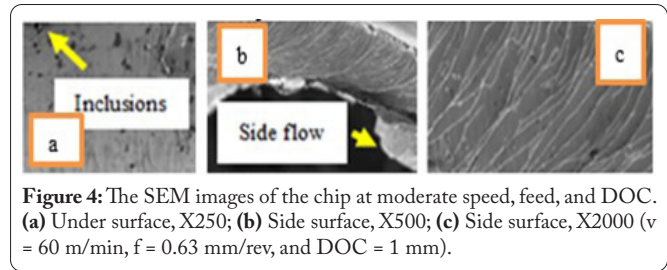 Inclusions
a
b
Side flow
c
Figure 4: The SEM images of the chip at moderate speed, feed, and DOC.
(a) Under surface, X250; (b) Side surface, X500; (c) Side surface, X2000 (v
= 60 m/min, f = 0.63 mm/rev, and DOC = 1 mm).